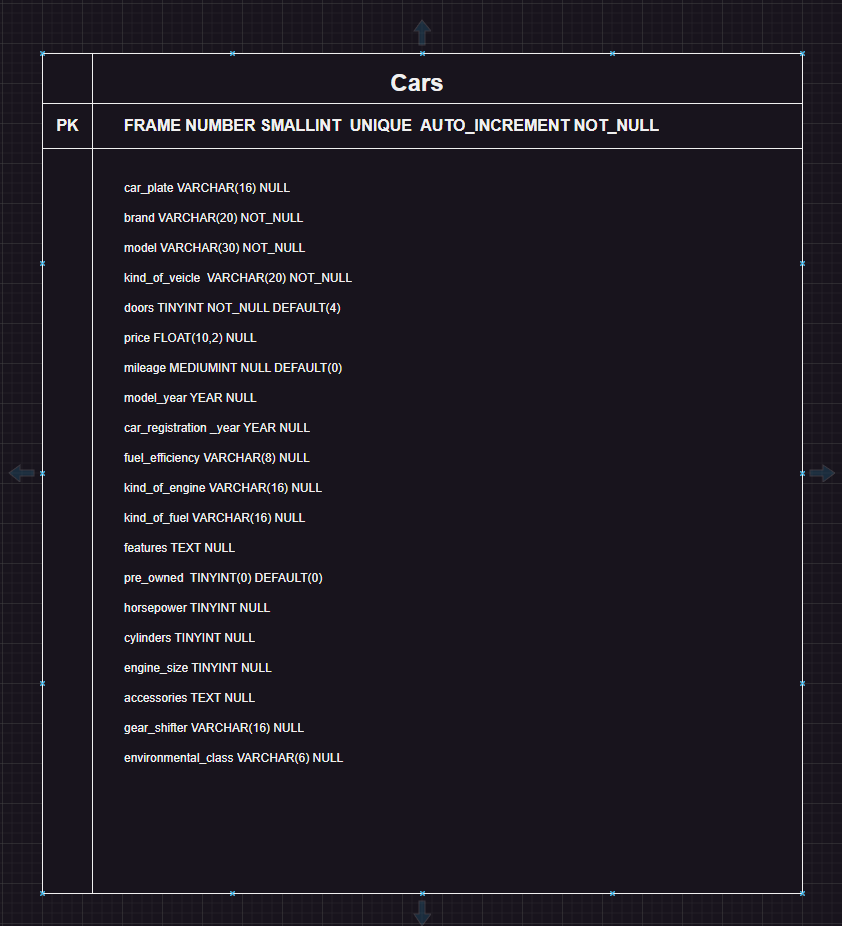 Cars
PK FRAME NUMBER SMALLINT  UNIQUE  AUTO_INCREMENT NOT_NULL
car_plate VARCHAR(16) NULL
brand VARCHAR(20) NOT_NULL
model VARCHAR(30) NOT_NULL
kind_of_veicle  VARCHAR(20) NOT_NULL
doors TINYINT NOT_NULL DEFAULT(4)
price FLOAT(10,2) NULL
mileage MEDIUMINT NULL DEFAULT(0)
model_year YEAR NULL
car_registration _year YEAR NULL
fuel_efficiency VARCHAR(8) NULL
kind_of_engine VARCHAR(16) NULL
kind_of_fuel VARCHAR(16) NULL
features TEXT NULL
pre_owned  TINYINT(0) DEFAULT(0)
horsepower TINYINT NULL
cylinders TINYINT NULL
engine_size TINYINT NULL
accessories TEXT NULL
gear_shifter VARCHAR(16) NULL
environmental_class VARCHAR(6) NULL